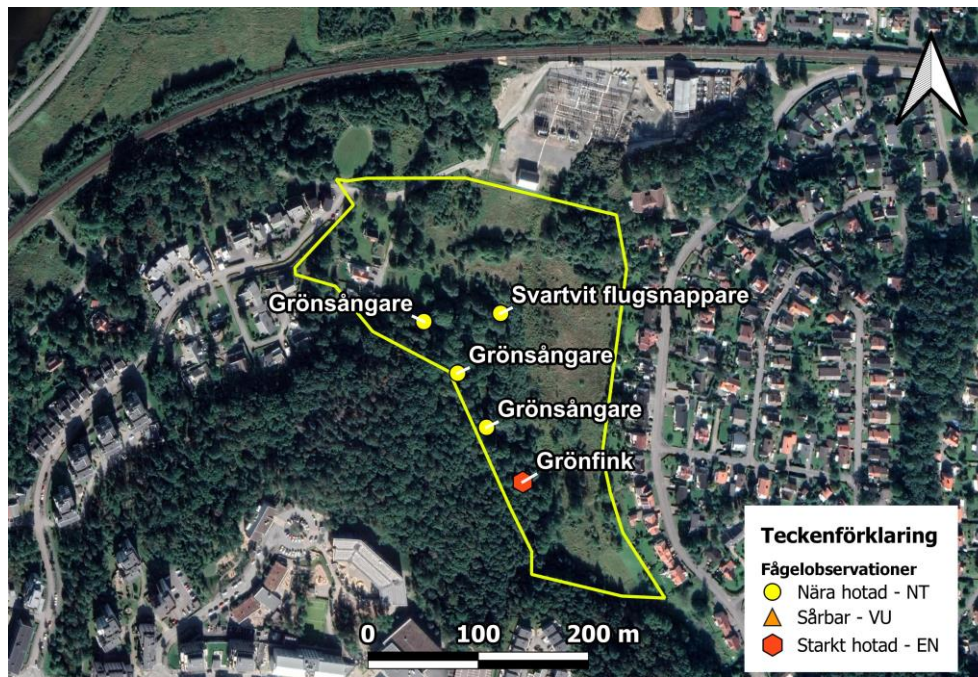 Svartvit flugsnappare
Grönsångare
Grönsångare
Grönsångare
Grönfink
0 100 200 m
Teckenförklaring
Fågelobservationer
Nära hotad - NT
Sårbar - VU
Starkt hotad - EN